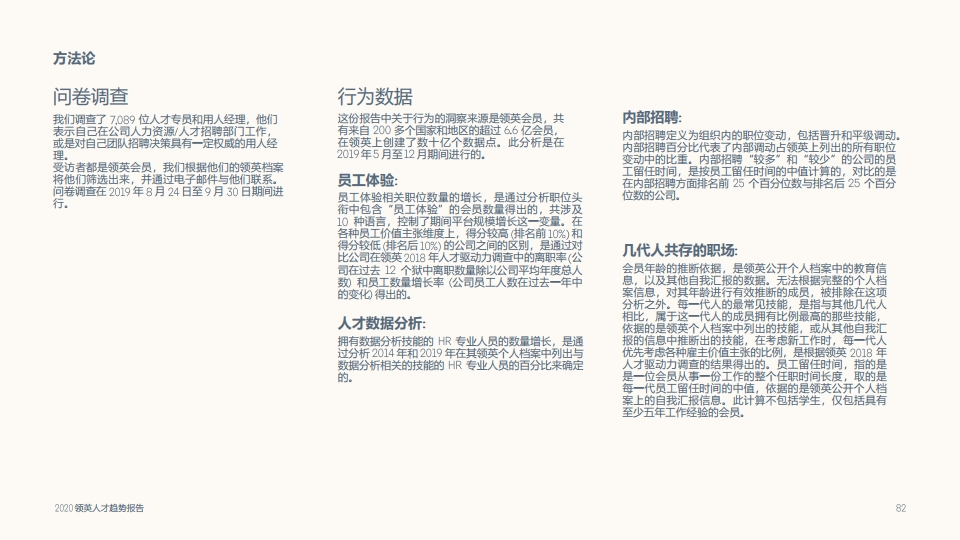 方法论
问卷调查
我们调查了 7,089 位人才专员和用人经理，他们
表示自己在公司人力资源/人才招聘部门工作，
或是对自己团队招聘决策具有一定权威的用人经
理。
受访者都是领英会员，我们根据他们的领英档案
将他们筛选出来，并通过电子邮件与他们联系。
问卷调查在 2019 年 8 月 24 日至 9 月 30 日期间进
行。
行为数据
这份报告中关于行为的洞察来源是领英会员，共
有来自 200 多个国家和地区的超过 6.6 亿会员，
在领英上创建了数十亿个数据点。此分析是在
2019 年 5 月至 12 月期间进行的。
员工体验:
员工体验相关职位数量的增长，是通过分析职位头
衔中包含“员工体验”的会员数量得出的，共涉及
10 种语言，控制了期间平台规模增长这一变量。在
各种员工价值主张维度上，得分较高 (排名前 10%) 和
得分较低 (排名后 10%) 的公司之间的区别，是通过对
比公司在领英 2018 年人才驱动力调查中的离职率 (公
司在过去 12 个狱中离职数量除以公司平均年度总人
数) 和员工数量增长率 (公司员工人数在过去一年中
的变化) 得出的。
人才数据分析:
拥有数据分析技能的 HR 专业人员的数量增长，是通
过分析 2014 年和 2019 年在其领英个人档案中列出与
数据分析相关的技能的 HR 专业人员的百分比来确定
的。
内部招聘:
内部招聘定义为组织内的职位变动，包括晋升和平级调动。
内部招聘百分比代表了内部调动占领英上列出的所有职位
变动中的比重。内部招聘“较多”和“较少”的公司的员
工留任时间，是按员工留任时间的中值计算的，对比的是
在内部招聘方面排名前 25 个百分位数与排名后 25 个百分
位数的公司。
几代人共存的职场:
会员年龄的推断依据，是领英公开个人档案中的教育信
息，以及其他自我汇报的数据。无法根据完整的个人档
案信息，对其年龄进行有效推断的成员，被排除在这项
分析之外。每一代人的最常见技能，是指与其他几代人
相比，属于这一代人的成员拥有比例最高的那些技能，
依据的是领英个人档案中列出的技能，或从其他自我汇
报的信息中推断出的技能，在考虑新工作时，每一代人
优先考虑各种雇主价值主张的比例，是根据领英 2018 年
人才驱动力调查的结果得出的。员工留任时间，指的是
是一位会员从事一份工作的整个任职时间长度，取的是
每一代员工留任时间的中值，依据的是领英公开个人档
案上的自我汇报信息。此计算不包括学生，仅包括具有
至少五年工作经验的会员。
2020 领英人才趋势报告
82